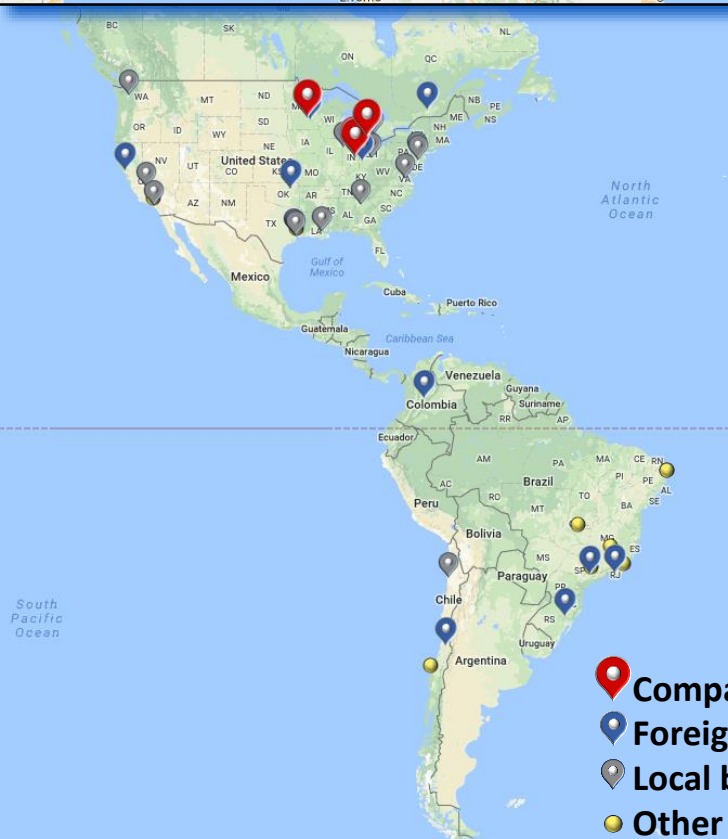 BC
SK
NL
ON
QC
WA
MT
ND
NB
PE
NS
ME
OR
ID
WY
SD
WI
NH
MA
NV
UT
United States
CO
NE
IA
IL
IN
MO
KY
WV
VA
DE
AZ
NM
OK
AR
TN
NC
SC
TX
LA
AL
GA
FL
North
Atlantic
Ocean
Gulf of
Mexico
Mexico
Cuba
Puerto Rico
Guatemala
Caribbean Sea
Nicaragua
Venezuela
Guyana
Colombia
Suriname
RR
AP
Ecuador
AM
PA
MA
CE
RN
PI
PE
AL
SE
AC
Brazil
TO
BA
RO
Peru
MT
Bolivia
MG
ES
MS
SP
RJ
Paraguay
PR
Chile
RS
South
Pacific
Ocean
Uruguay
Argentina
Compa
Foreig
Local b
Other